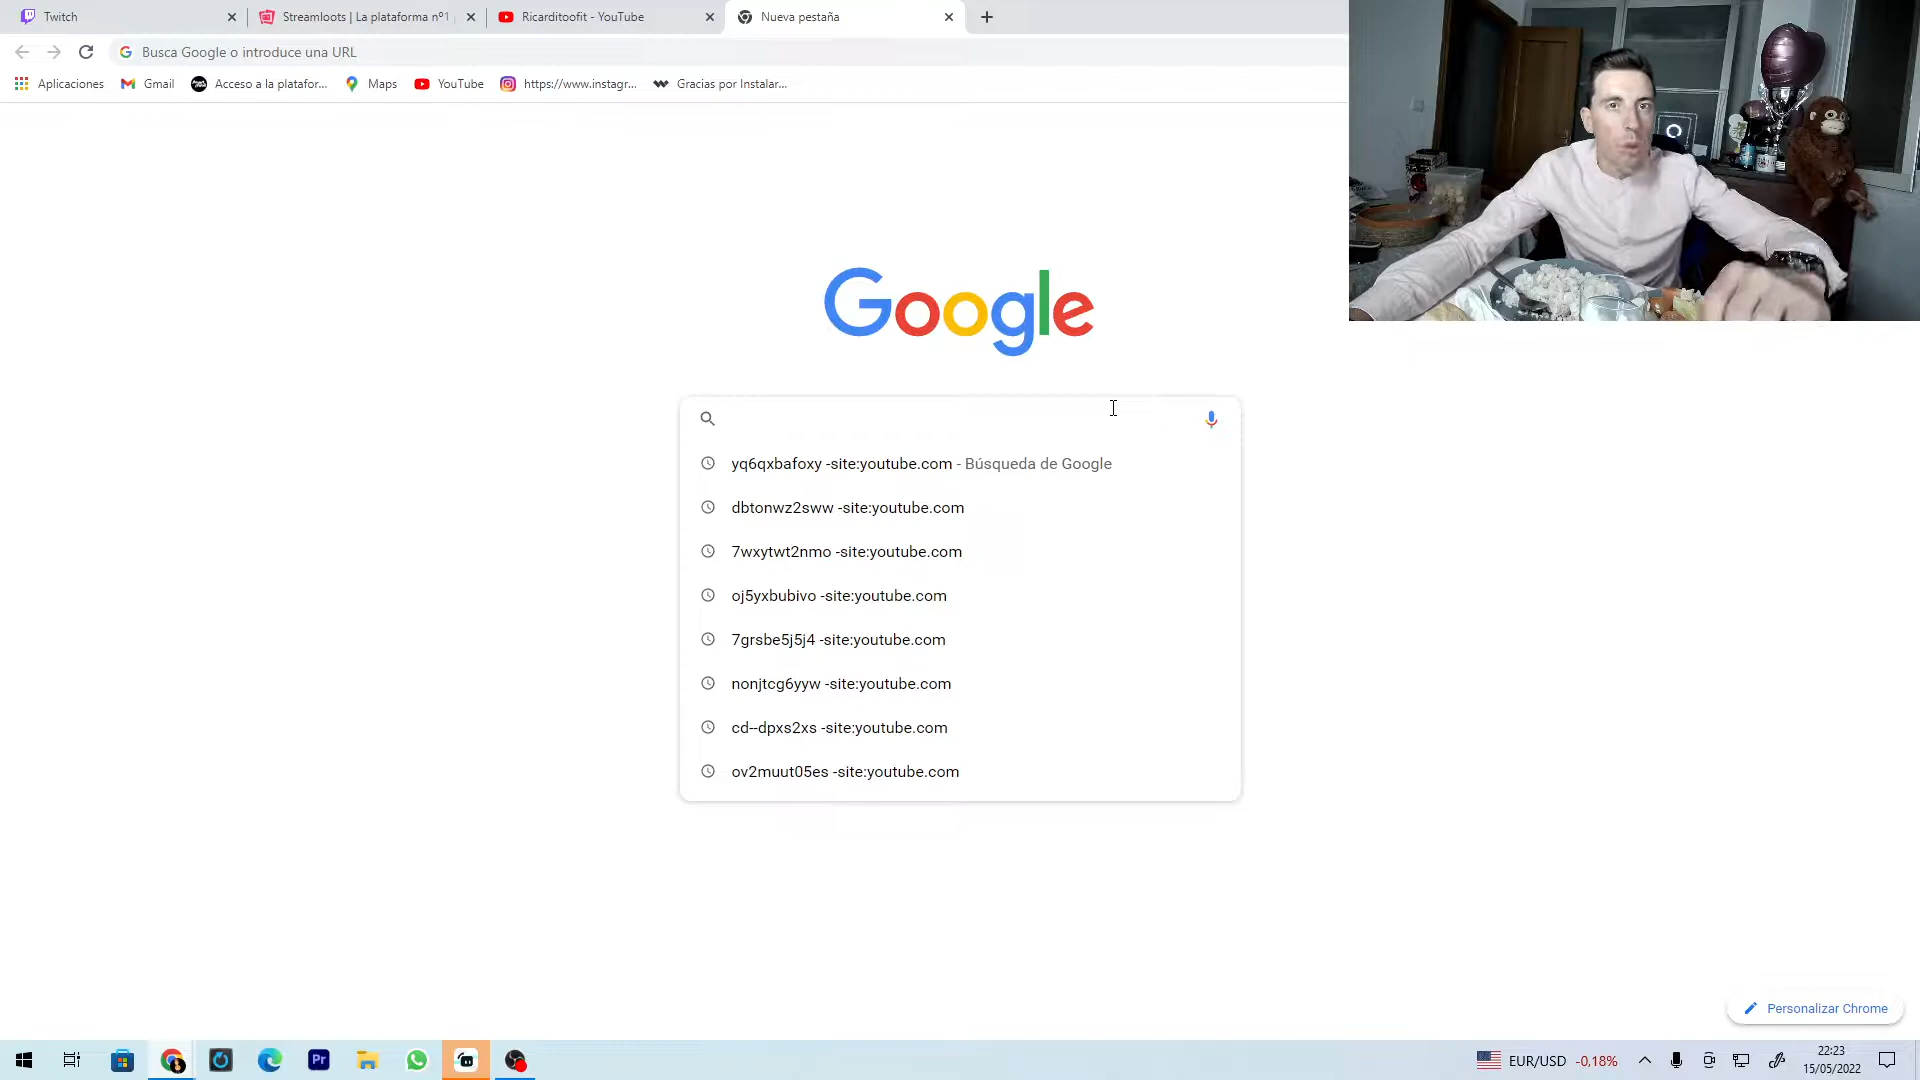 Twitch
Streamloots | La plataforma nº1
Ricarditoofit - YouTube
Nueva pestaña
Busca Google o introduce una URL
Aplicaciones
Gmail
Acceso a la platafor...
Maps
YouTube
https://www.instagr...
Gracias por Instalar...
Google
yq6qxbafoxy -site:youtube.com - Búsqueda de Google
dbtonwz2sww -site:youtube.com
7wxytwt2nmo -site:youtube.com
oj5yxbubivo -site:youtube.com
7grsbe5j5j4 -site:youtube.com
nonjtcg6yyw -site:youtube.com
cd--dpxs2xs -site:youtube.com
ov2muut05es -site:youtube.com
Personalizar Chrome
Pr
EUR/USD -0,18%
22:23
15/05/2022